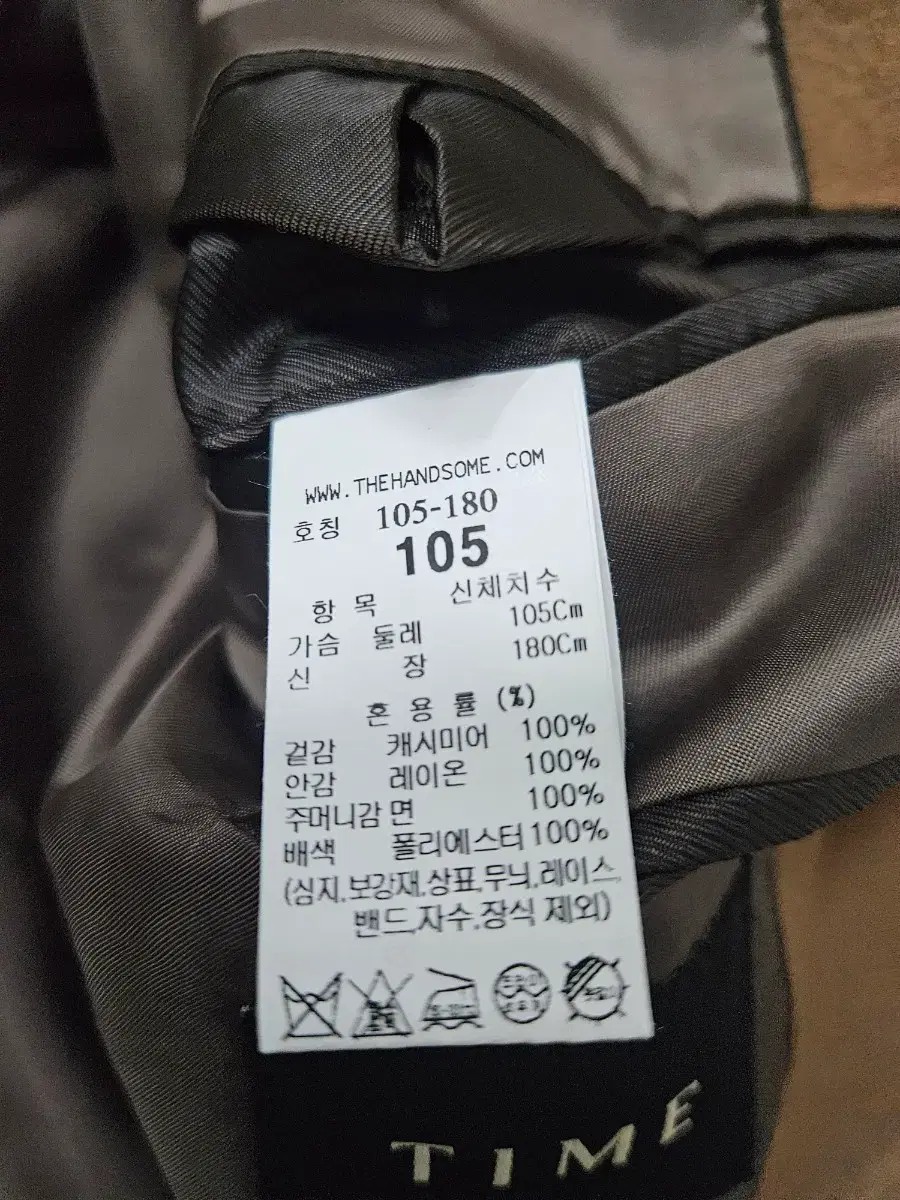 WWW.THEHANDSOME.COM
호칭 105-180
105
항 목 신체치수
가슴 둘레 105Cm
신 장 180Cm
혼 용 률 (%)
겉감 캐시미어 100%
안감 레이온 100%
주머니감 면 100%
배색 폴리에스터 100%
(심지,보강재,상표,무늬,레이스,
밴드,자수,장식 제외)
TIME